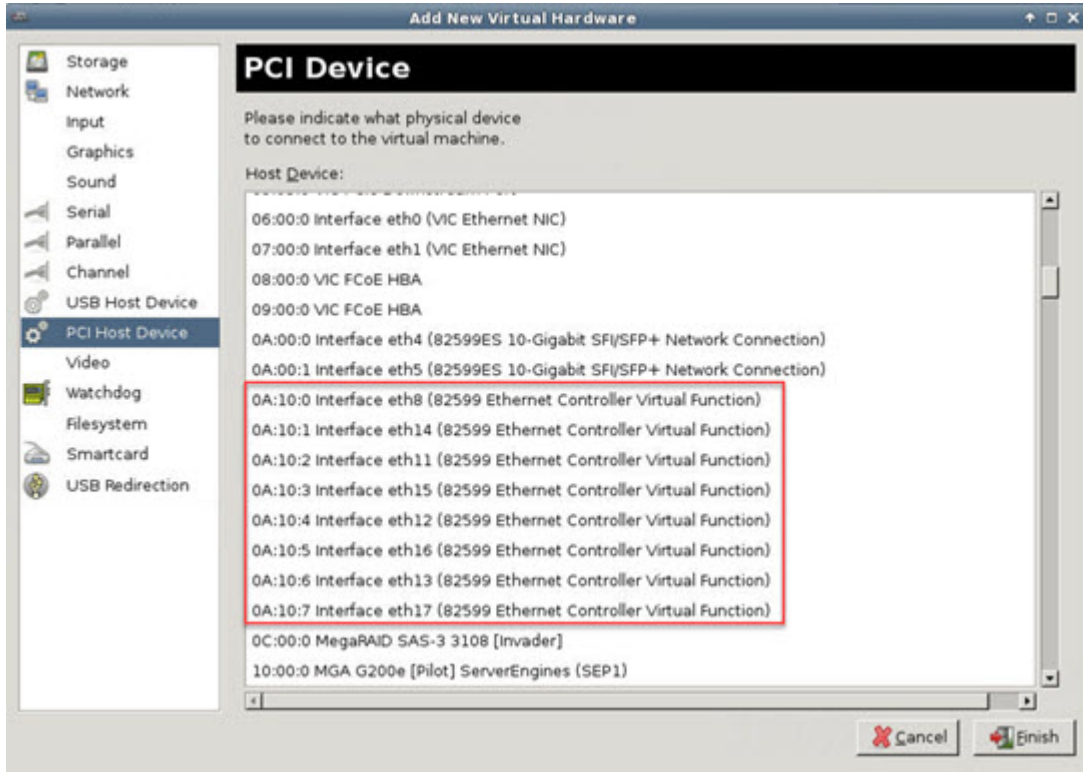 Add New Virtual Hardware
Storage
Network
Input
Graphics
Sound
Serial
Parallel
Channel
USB Host Device
PCI Host Device
Video
Watchdog
Filesystem
Smartcard
USB Redirection
PCI Device
Please indicate what physical device
to connect to the virtual machine.
Host Device:
06:00:0 Interface eth0 (VIC Ethernet NIC)
07:00:0 Interface eth1 (VIC Ethernet NIC)
08:00:0 VIC FCoE HBA
09:00:0 VIC FCoE HBA
0A:00:0 Interface eth4 (82599ES 10-Gigabit SFI/SFP+ Network Connection)
0A:00:1 Interface eth5 (82599ES 10-Gigabit SFI/SFP+ Network Connection)
0A:10:0 Interface eth8 (82599 Ethernet Controller Virtual Function)
0A:10:1 Interface eth14 (82599 Ethernet Controller Virtual Function)
0A:10:2 Interface eth11 (82599 Ethernet Controller Virtual Function)
0A:10:3 Interface eth15 (82599 Ethernet Controller Virtual Function)
0A:10:4 Interface eth12 (82599 Ethernet Controller Virtual Function)
0A:10:5 Interface eth16 (82599 Ethernet Controller Virtual Function)
0A:10:6 Interface eth13 (82599 Ethernet Controller Virtual Function)
0A:10:7 Interface eth17 (82599 Ethernet Controller Virtual Function)
0C:00:0 MegaRAID SAS-3 3108 [Invader]
10:00:0 MGA G200e [Pilot] ServerEngines (SEP1)
Cancel
Finish